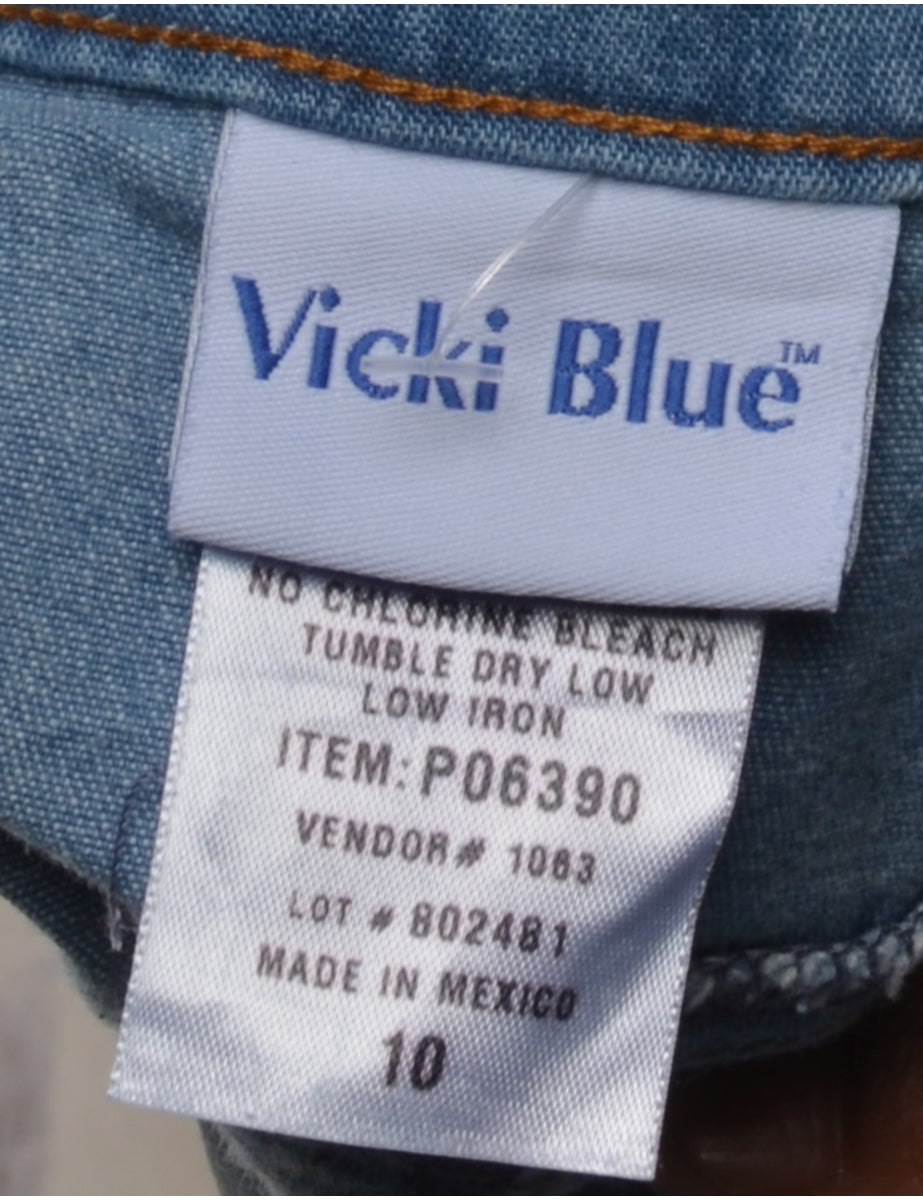 Vicki Blue™
NO CHLORINE BLEACH
TUMBLE DRY LOW
LOW IRON
ITEM: P06390
VENDOR# 1063
LOT # 802481
MADE IN MEXICO
10